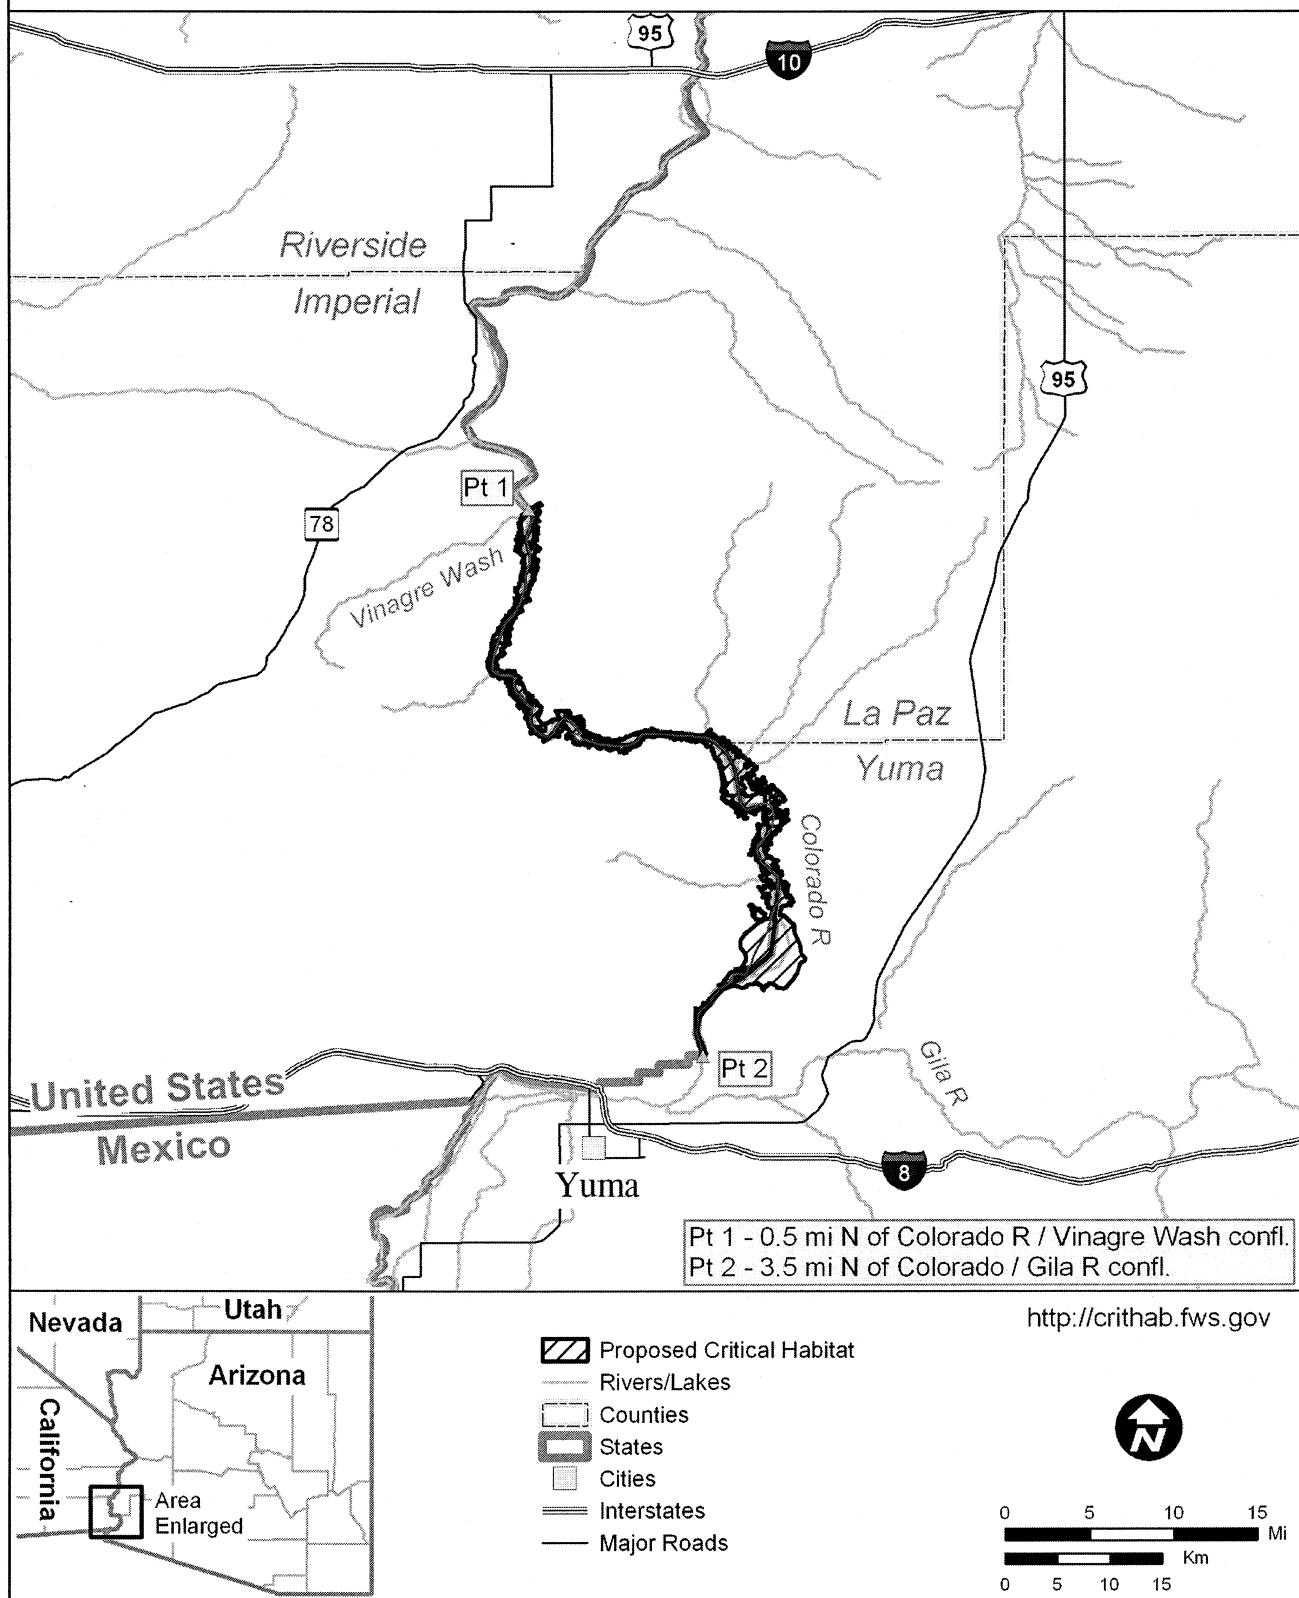 95
10
Riverside
Imperial
95
Pt 1
78
Vinagre Wash
La Paz
Yuma
Colorado R
Pt 2
Gila R
United States
Mexico
8
Yuma
Pt 1 - 0.5 mi N of Colorado R / Vinagre Wash confl.
Pt 2 - 3.5 mi N of Colorado / Gila R confl.
Nevada
Utah
Arizona
California
Area
Enlarged
http://crithab.fws.gov
Proposed Critical Habitat
Rivers/Lakes
Counties
States
Cities
Interstates
Major Roads
N
0 5 10 15
Mi
Km
0 5 10 15